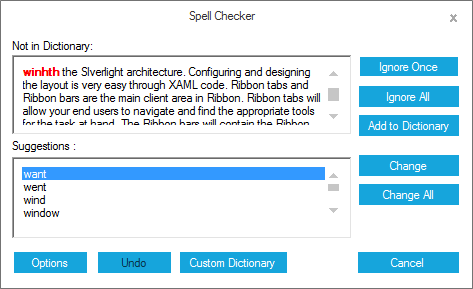 Spell Checker
x
Not in Dictionary:
winhth the Slverlight architecture. Configuring and designing
the layout is very easy through XAML code. Ribbon tabs and
Ribbon bars are the main client area in Ribbon. Ribbon tabs will
allow your end users to navigate and find the appropriate tools
for the task at hand. The Ribbon bars will contain the Ribbon
Ignore Once
Ignore All
Add to Dictionary
Suggestions :
want
went
wind
window
Change
Change All
Options
Undo
Custom Dictionary
Cancel